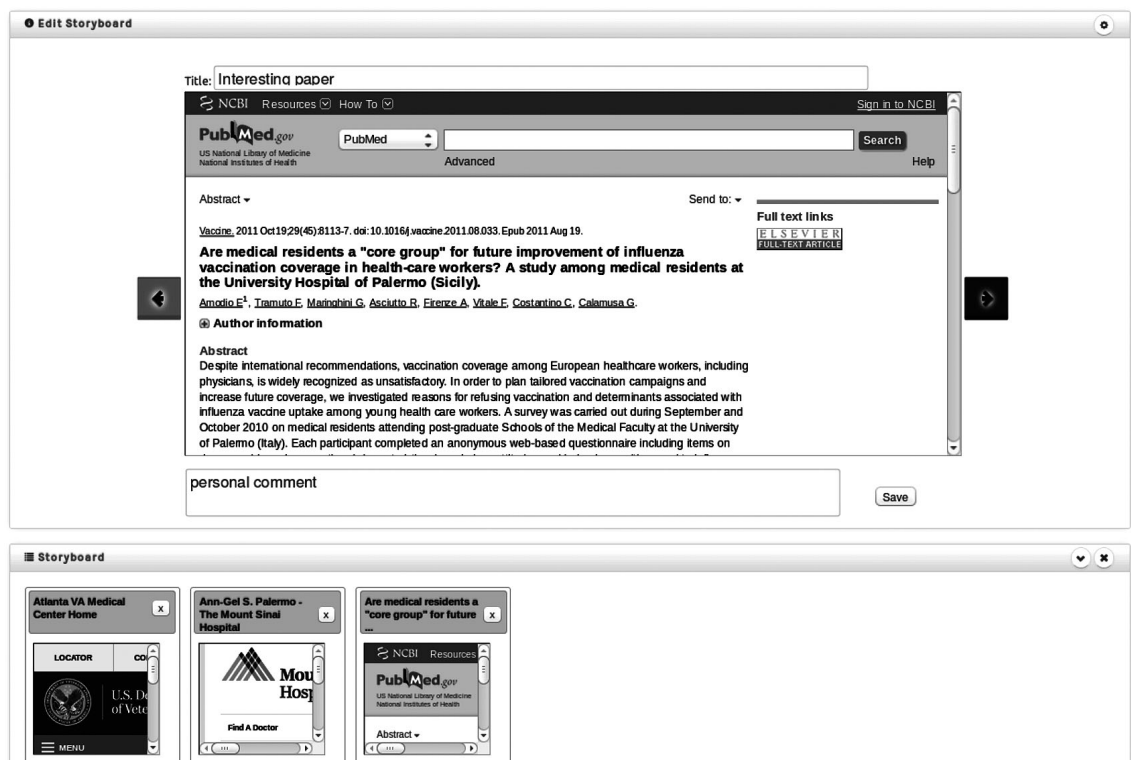 Edit Storyboard
Title: Interesting paper
NCBI Resources How To Sign in to NCBI
PubMed.gov
US National Library of Medicine
National Institutes of Health
PubMed
Search
Advanced
Help
Abstract
Send to:
Full text links
ELSEVIER
FULL-TEXT ARTICLE
Vaccine. 2011 Oct 19;29(45):8113-7. doi: 10.1016/j.vaccine.2011.08.033. Epub 2011 Aug 19.
Are medical residents a "core group" for future improvement of influenza
vaccination coverage in health-care workers? A study among medical residents at
the University Hospital of Palermo (Sicily).
Amodio E1, Tramuto F, Maringhini G, Asciutto R, Firenze A, Vitale F, Costantino C, Calamusa G.
Author information
Abstract
Despite international recommendations, vaccination coverage among European healthcare workers, including
physicians, is widely recognized as unsatisfactory. In order to plan tailored vaccination campaigns and
increase future coverage, we investigated reasons for refusing vaccination and determinants associated with
influenza vaccine uptake among young health care workers. A survey was carried out during September and
October 2010 on medical residents attending post-graduate Schools of the Medical Faculty at the University
of Palermo (Italy). Each participant completed an anonymous web-based questionnaire including items on
personal comment
Save
Storyboard
Atlanta VA Medical
Center Home
x
Ann-Gel S. Palermo -
The Mount Sinai
Hospital
x
Are medical residents a
"core group" for future
...
x
LOCATOR
CO
U.S. De
of Vete
MENU
Mou
Hosp
Find A Doctor
NCBI Resources
PubMed.gov
US National Library of Medicine
National Institutes of Health
Abstract